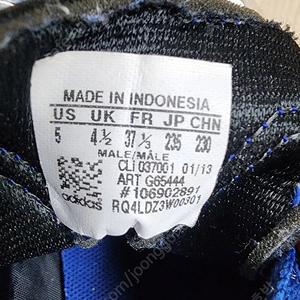 MADE IN INDONESIA
US UK FR JP CHN
5 4½ 37⅓ 235 230
MALE/MÂLE
CLI 037001 01/13
ART G65444
# 106902891
adidas RQ4LDZ3W00301